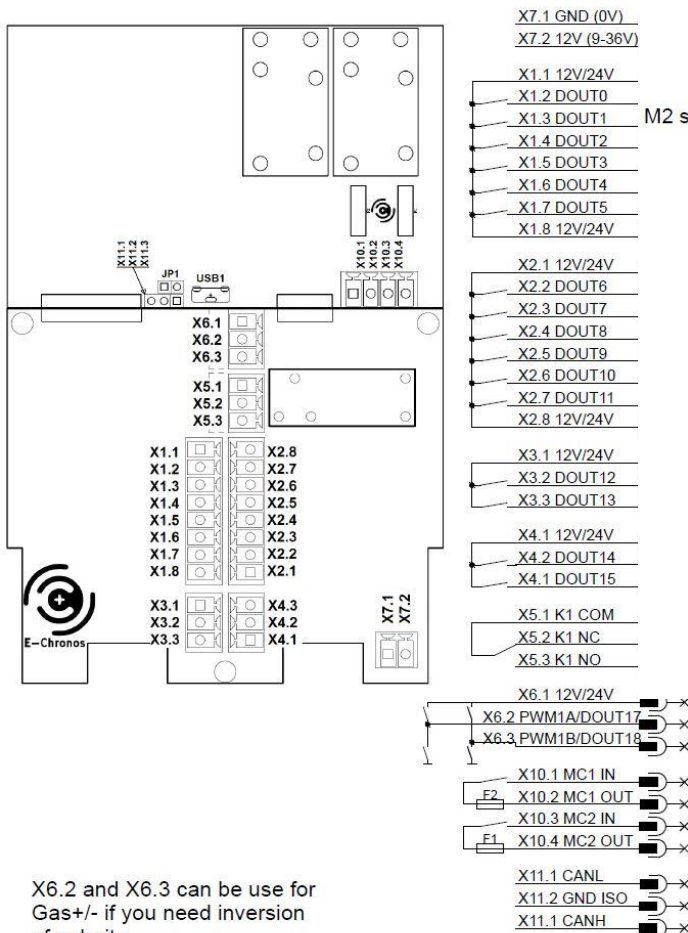 X7.1 GND (0V)
X7.2 12V (9-36V)
X1.1 12V/24V
X1.2 DOUT0
X1.3 DOUT1
M2 s
X1.4 DOUT2
X1.5 DOUT3
X1.6 DOUT4
X1.7 DOUT5
X1.8 12V/24V
X2.1 12V/24V
X2.2 DOUT6
X2.3 DOUT7
X2.4 DOUT8
X2.5 DOUT9
X2.6 DOUT10
X2.7 DOUT11
X2.8 12V/24V
X3.1 12V/24V
X3.2 DOUT12
X3.3 DOUT13
X4.1 12V/24V
X4.2 DOUT14
X4.1 DOUT15
X5.1 K1 COM
X5.2 K1 NC
X5.3 K1 NO
X6.1 12V/24V
X6.2 PWM1A/DOUT17
X6.3 PWM1B/DOUT18
X10.1 MC1 IN
F2 X10.2 MC1 OUT
X10.3 MC2 IN
F1 X10.4 MC2 OUT
X11.1 CANL
X11.2 GND ISO
X11.1 CANH
X11.1
X11.2
X11.3
JP1
USB1
X10.1
X10.2
X10.3
X10.4
X6.1
X6.2
X6.3
X5.1
X5.2
X5.3
X1.1 X2.8
X1.2 X2.7
X1.3 X2.6
X1.4 X2.5
X1.5 X2.4
X1.6 X2.3
X1.7 X2.2
X1.8 X2.1
X3.1 X4.3
X3.2 X4.2
X3.3 X4.1
X7.1
X7.2
E-Chronos
X6.2 and X6.3 can be use for
Gas+/- if you need inversion